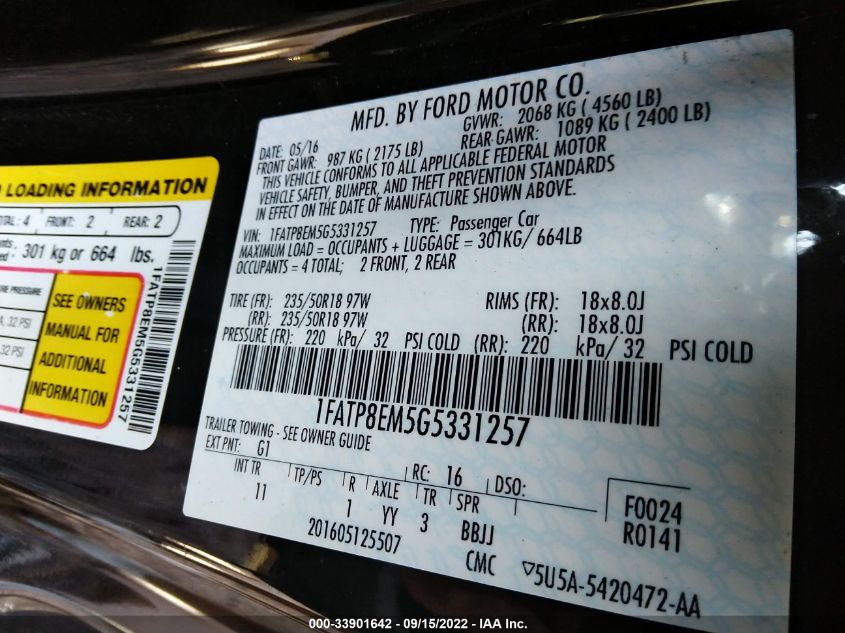 LOADING INFORMATION
TOTAL: 4 FRONT: 2 REAR: 2
301 kg or 664 lbs.
PRESSURE
32 PSI
32 PSI
SEE OWNERS
MANUAL FOR
ADDITIONAL
INFORMATION
1FATP8EM5G5331257
MFD. BY FORD MOTOR CO.
DATE: 05/16 GVWR: 2068 KG ( 4560 LB)
FRONT GAWR: 987 KG ( 2175 LB) REAR GAWR: 1089 KG ( 2400 LB)
THIS VEHICLE CONFORMS TO ALL APPLICABLE FEDERAL MOTOR
VEHICLE SAFETY, BUMPER, AND THEFT PREVENTION STANDARDS
IN EFFECT ON THE DATE OF MANUFACTURE SHOWN ABOVE.
VIN: 1FATP8EM5G5331257 TYPE: Passenger Car
MAXIMUM LOAD = OCCUPANTS + LUGGAGE = 301KG/ 664LB
OCCUPANTS = 4 TOTAL; 2 FRONT, 2 REAR
TIRE (FR): 235/50R18 97W RIMS (FR): 18x8.0J
(RR): 235/50R18 97W (RR): 18x8.0J
PRESSURE (FR): 220 kPa/ 32 PSI COLD (RR): 220 kPa/ 32 PSI COLD
1FATP8EM5G5331257
TRAILER TOWING - SEE OWNER GUIDE
EXT PNT: G1 RC: 16 DSO:
INT TR TP/PS R AXLE TR SPR F0024
11 1 YY 3 BBJJ R0141
201605125507 CMC ▽5U5A-5420472-AA
000-33901642 - 09/15/2022 - IAA Inc.